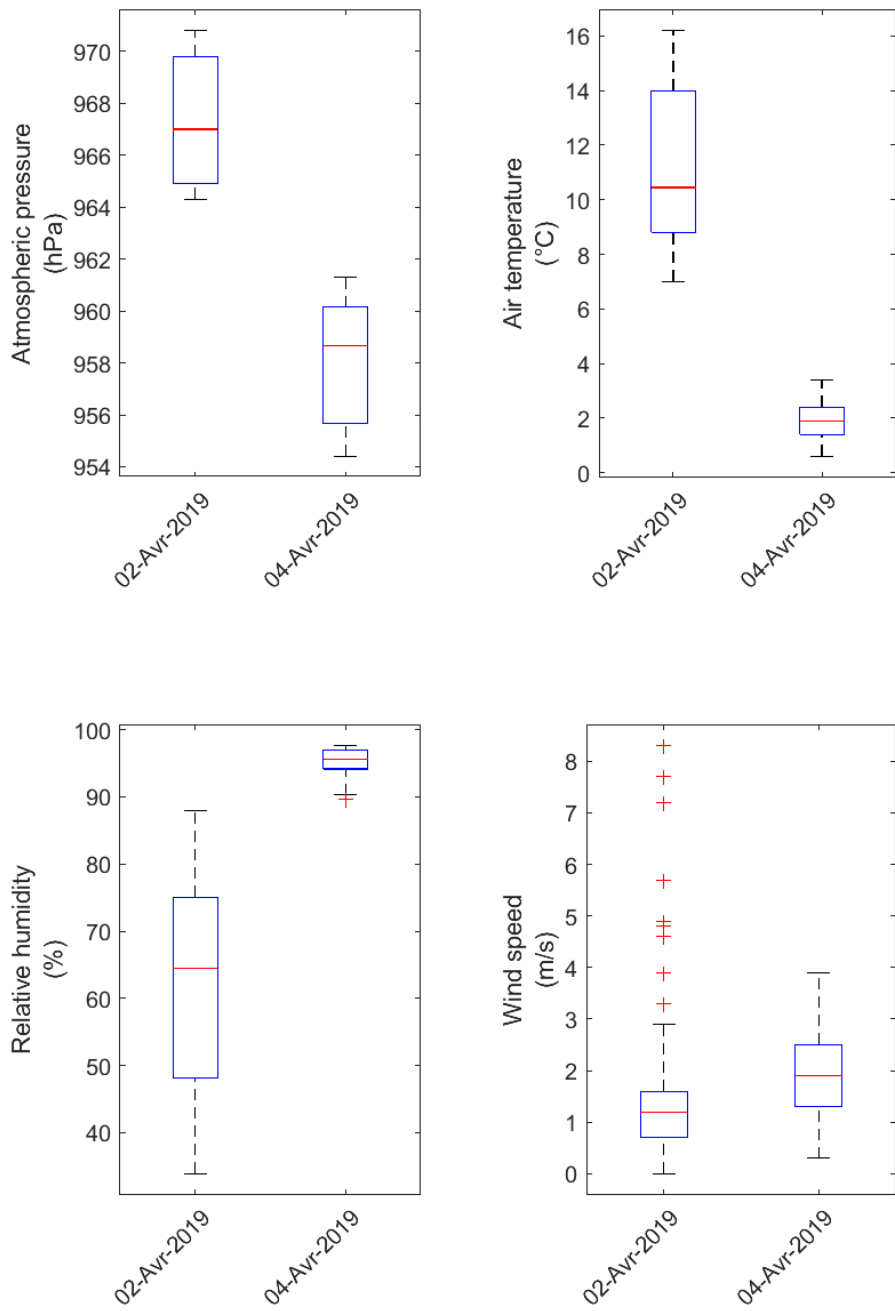 Atmospheric pressure
(hPa)
970
968
966
964
962
960
958
956
954
02-Avr-2019
04-Avr-2019
Air temperature
(°C)
16
14
12
10
8
6
4
2
0
02-Avr-2019
04-Avr-2019
Relative humidity
(%)
100
90
80
70
60
50
40
02-Avr-2019
04-Avr-2019
Wind speed
(m/s)
8
7
6
5
4
3
2
1
0
02-Avr-2019
04-Avr-2019